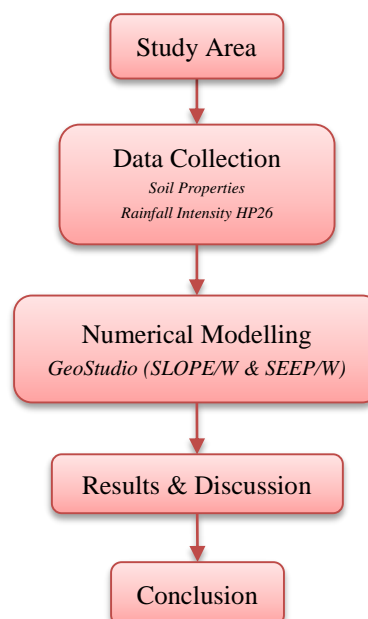 Study Area
Data Collection
Soil Properties
Rainfall Intensity HP26
Numerical Modelling
GeoStudio (SLOPE/W & SEEP/W)
Results & Discussion
Conclusion